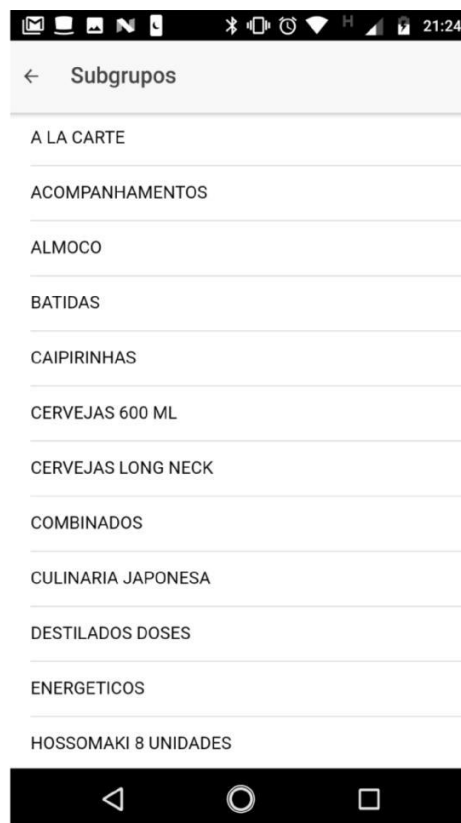 H 21:24
Subgrupos
A LA CARTE
ACOMPANHAMENTOS
ALMOCO
BATIDAS
CAIPIRINHAS
CERVEJAS 600 ML
CERVEJAS LONG NECK
COMBINADOS
CULINARIA JAPONESA
DESTILADOS DOSES
ENERGETICOS
HOSSOMAKI 8 UNIDADES